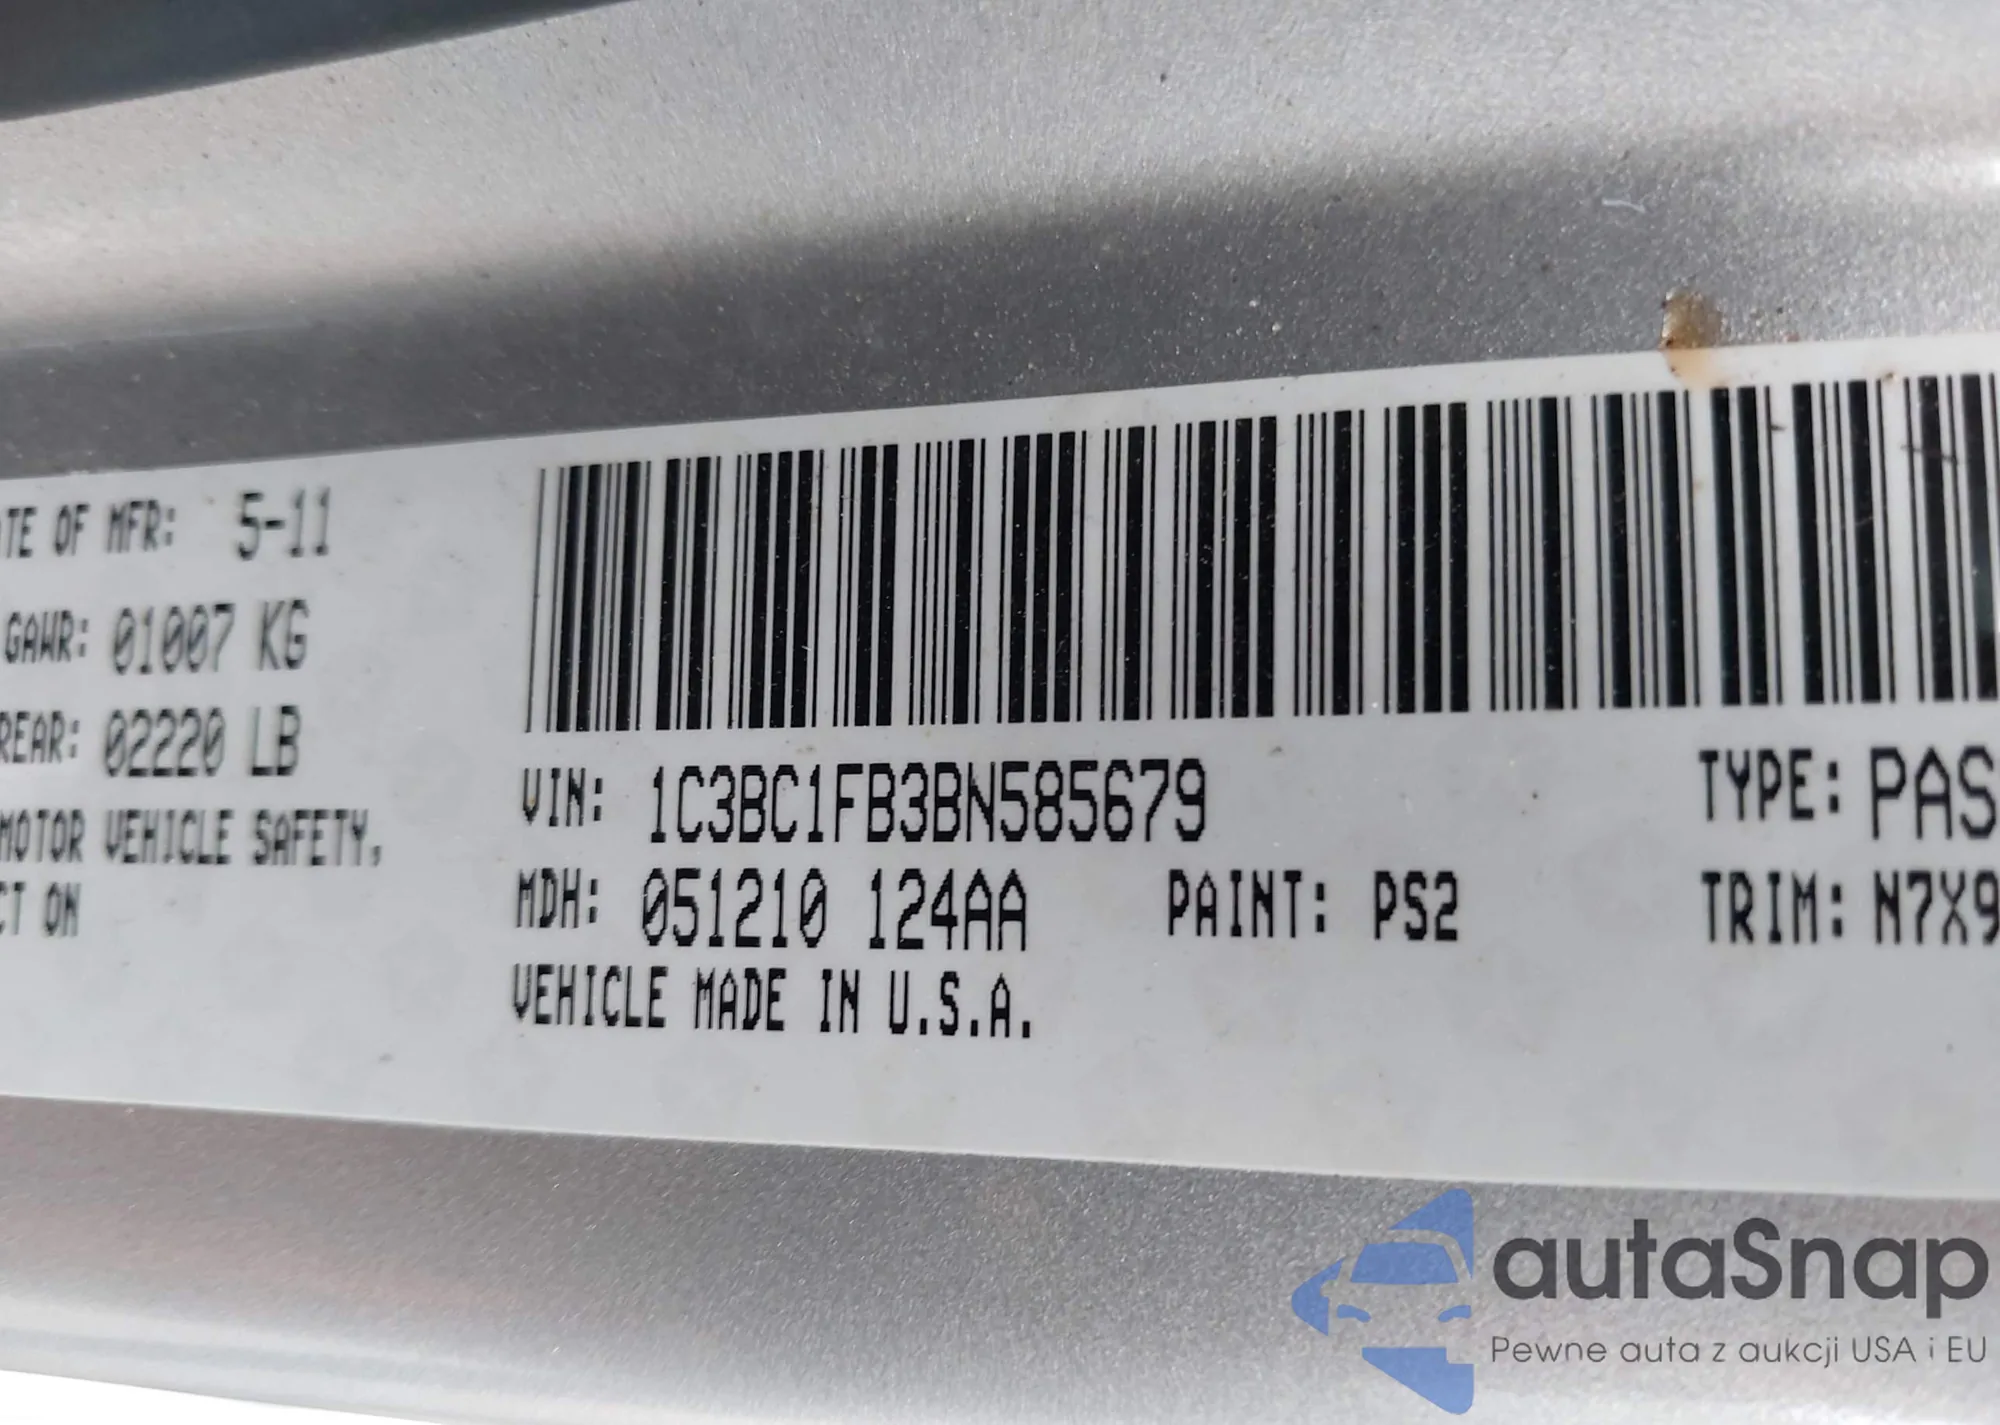 ATE OF MFR: 5-11
GAWR: 01007 KG
REAR: 02220 LB
MOTOR VEHICLE SAFETY,
CT ON
VIN: 1C3BC1FB3BN585679
TYPE: PAS
MDH: 051210 124AA
PAINT: PS2
TRIM: N7X9
VEHICLE MADE IN U.S.A.
autaSnap
Pewne auta z aukcji USA i EU